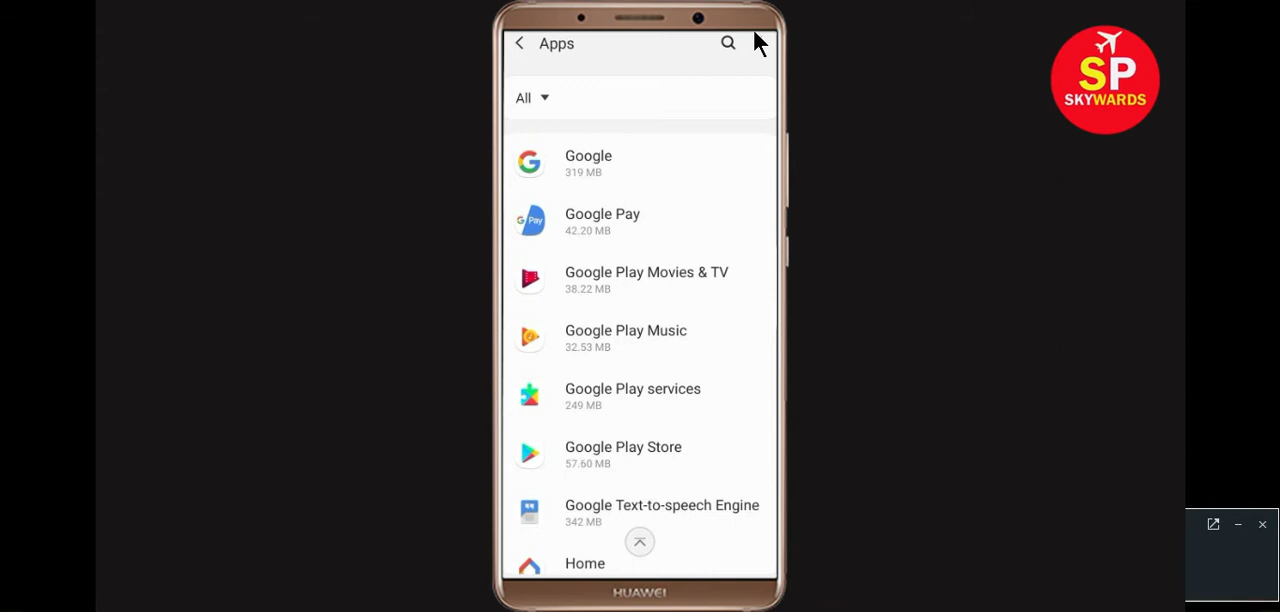 Apps
SP
SKYWARDS
All
Google
319 MB
G Pay
Google Pay
42.20 MB
Google Play Movies & TV
38.22 MB
Google Play Music
32.53 MB
Google Play services
249 MB
Google Play Store
57.60 MB
Google Text-to-speech Engine
342 MB
Home
HUAWEI